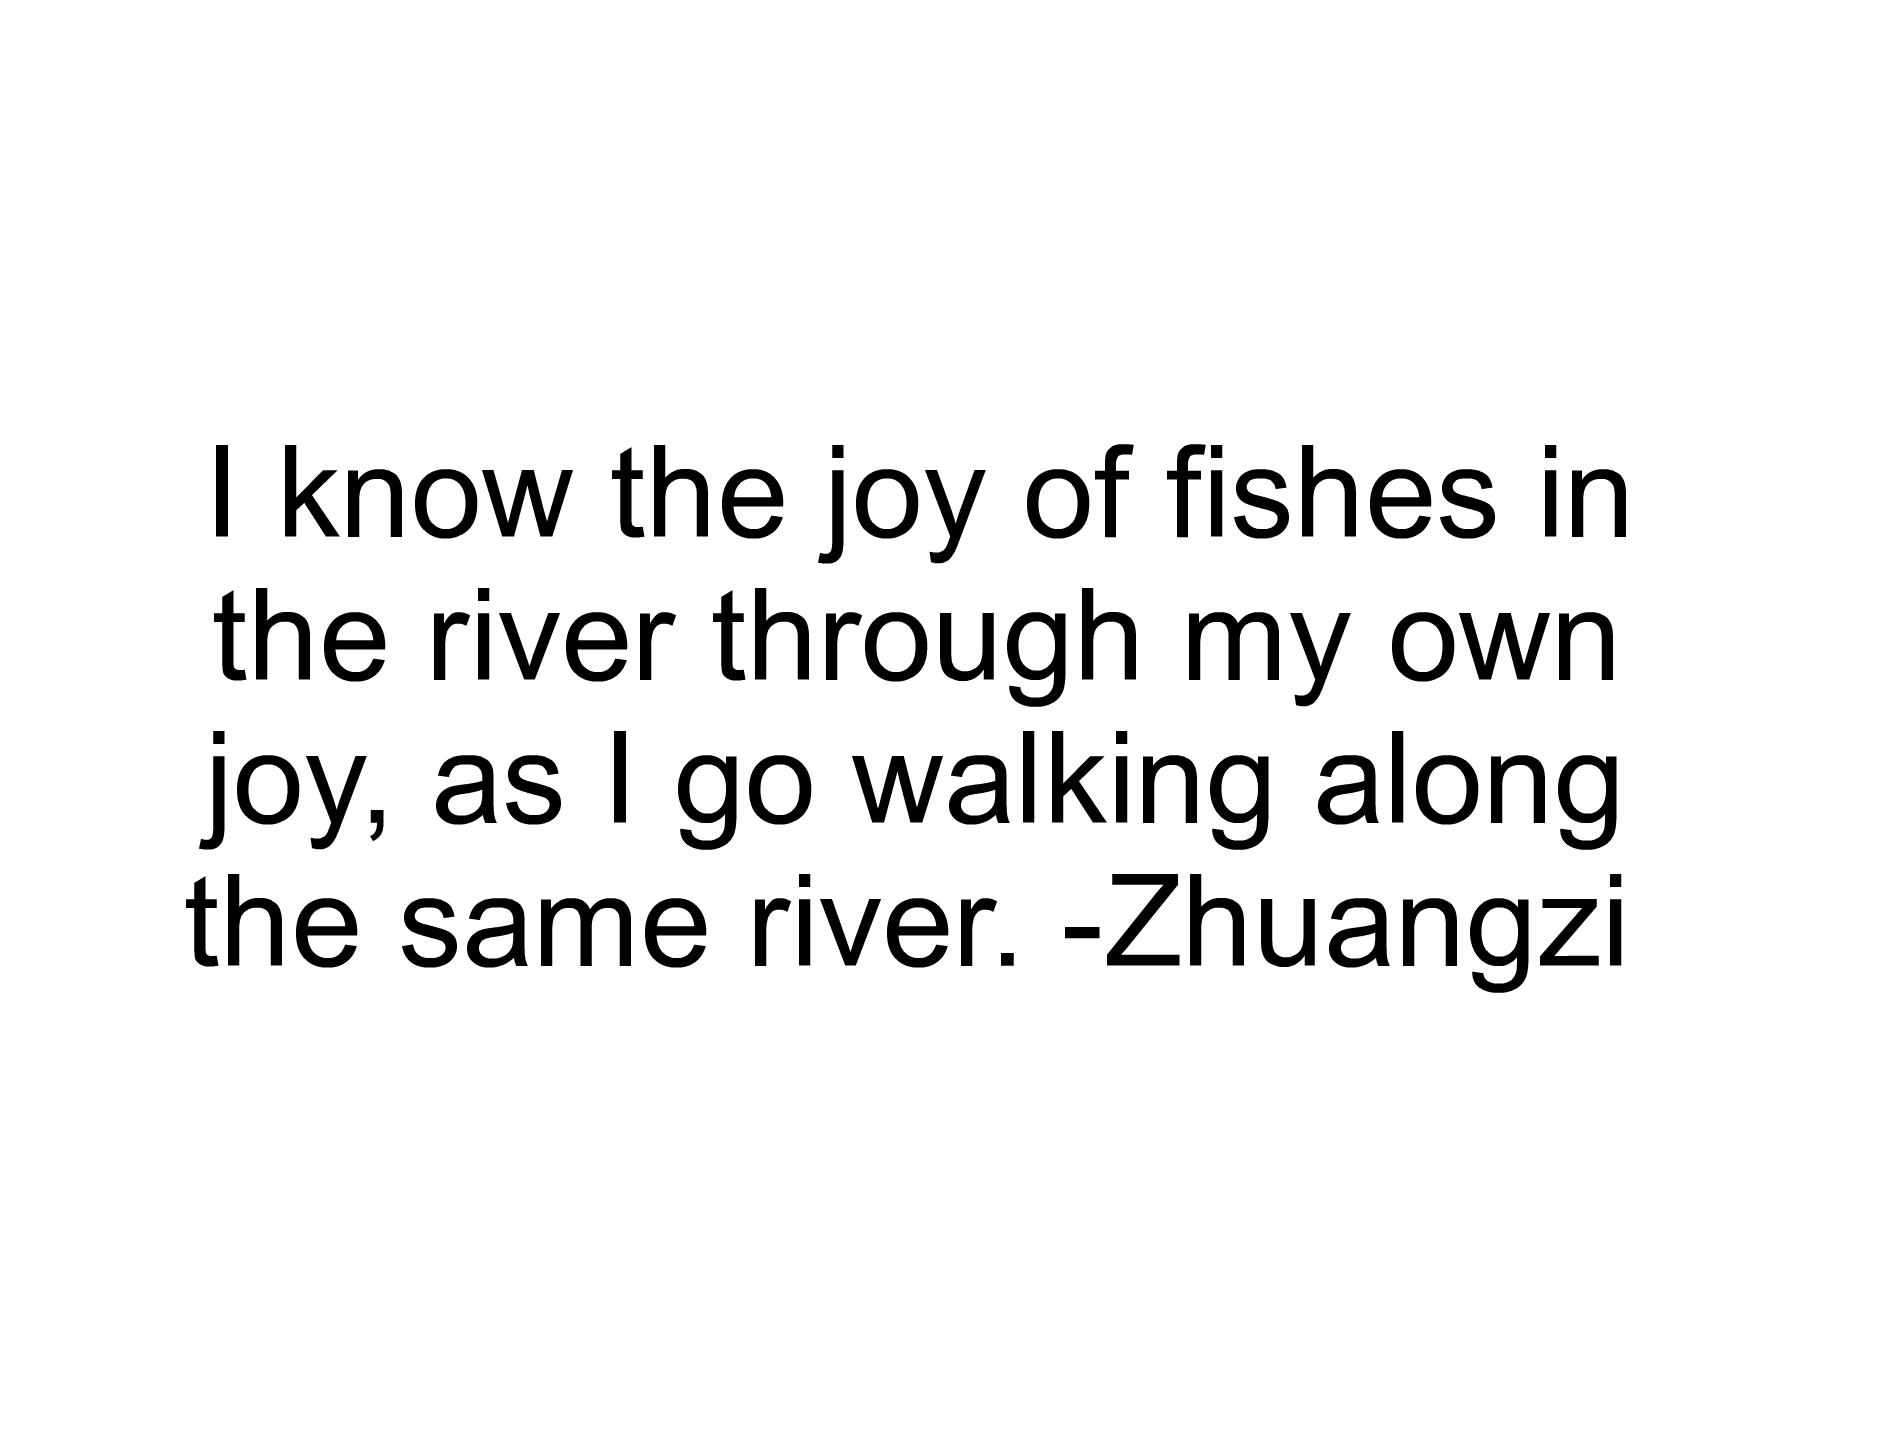 I know the joy of fishes in
the river through my own
joy, as I go walking along
the same river. -Zhuangzi